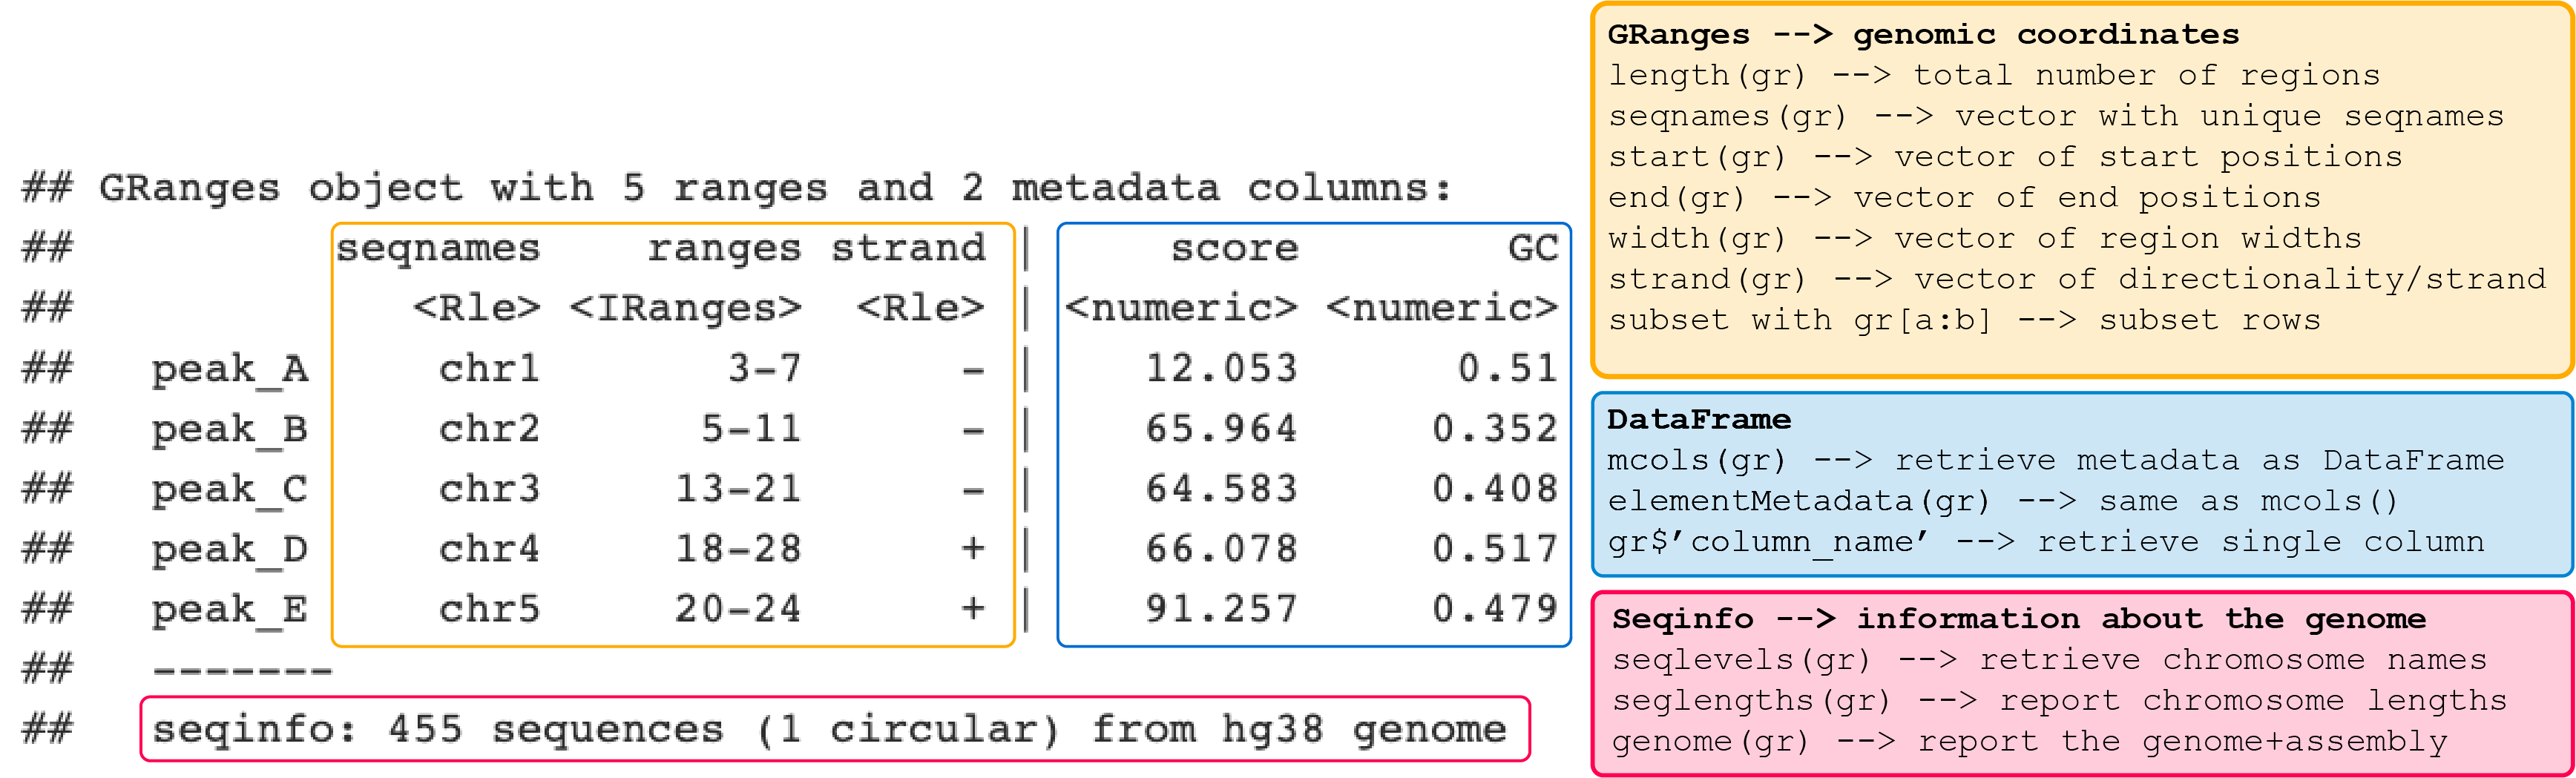 ## GRanges object with 5 ranges and 2 metadata columns:
## seqnames ranges strand | score GC
## <Rle> <IRanges> <Rle> | <numeric> <numeric>
## peak_A chr1 3-7 - | 12.053 0.51
## peak_B chr2 5-11 - | 65.964 0.352
## peak_C chr3 13-21 - | 64.583 0.408
## peak_D chr4 18-28 + | 66.078 0.517
## peak_E chr5 20-24 + | 91.257 0.479
## -------
## seqinfo: 455 sequences (1 circular) from hg38 genome
GRanges --> genomic coordinates
length(gr) --> total number of regions
seqnames(gr) --> vector with unique seqnames
start(gr) --> vector of start positions
end(gr) --> vector of end positions
width(gr) --> vector of region widths
strand(gr) --> vector of directionality/strand
subset with gr[a:b] --> subset rows
DataFrame
mcols(gr) --> retrieve metadata as DataFrame
elementMetadata(gr) --> same as mcols()
gr$’column_name’ --> retrieve single column
Seqinfo --> information about the genome
seqlevels(gr) --> retrieve chromosome names
seglengths(gr) --> report chromosome lengths
genome(gr) --> report the genome+assembly